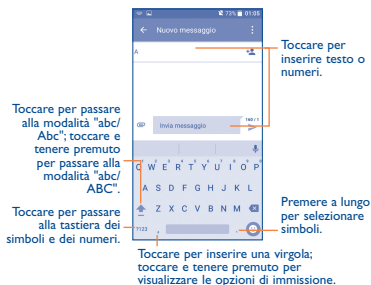 73% 01:05
Nuovo messaggio
A
Toccare per
inserire testo o
numeri.
160 / 1
Invia messaggio
Toccare per passare
alla modalità "abc/
Abc"; toccare e
tenere premuto
per passare alla
modalità "abc/
ABC".
Q W E R T Y U I O P
A S D F G H J K L
Z X C V B N M
?123 , .
Toccare per passare
alla tastiera dei
simboli e dei numeri.
Premere a lungo
per selezionare
simboli.
Toccare per inserire una virgola;
toccare e tenere premuto per
visualizzare le opzioni di immissione.